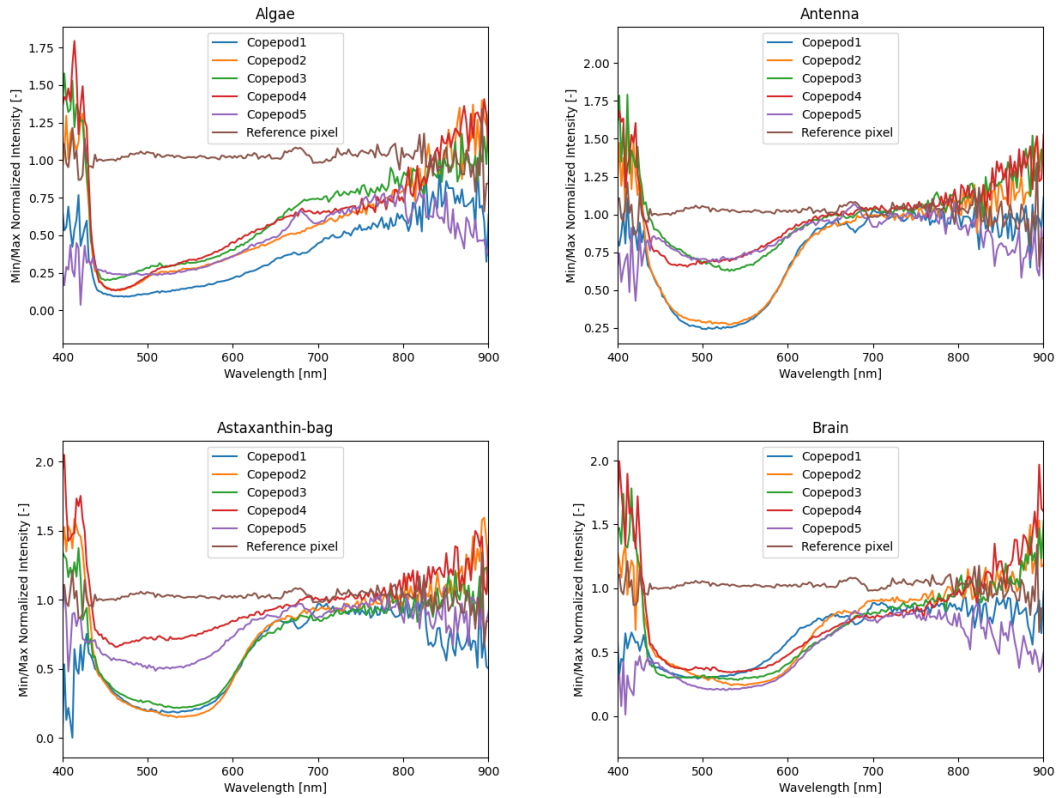 Algae
Min/Max Normalized Intensity [-]
1.75
1.50
1.25
1.00
0.75
0.50
0.25
0.00
Copepod1
Copepod2
Copepod3
Copepod4
Copepod5
Reference pixel
400 500 600 700 800 900
Wavelength [nm]
Antenna
Min/Max Normalized Intensity [-]
2.00
1.75
1.50
1.25
1.00
0.75
0.50
0.25
Copepod1
Copepod2
Copepod3
Copepod4
Copepod5
Reference pixel
400 500 600 700 800 900
Wavelength [nm]
Astaxanthin-bag
Min/Max Normalized Intensity [-]
2.0
1.5
1.0
0.5
0.0
Copepod1
Copepod2
Copepod3
Copepod4
Copepod5
Reference pixel
400 500 600 700 800 900
Wavelength [nm]
Brain
Min/Max Normalized Intensity [-]
2.0
1.5
1.0
0.5
0.0
Copepod1
Copepod2
Copepod3
Copepod4
Copepod5
Reference pixel
400 500 600 700 800 900
Wavelength [nm]